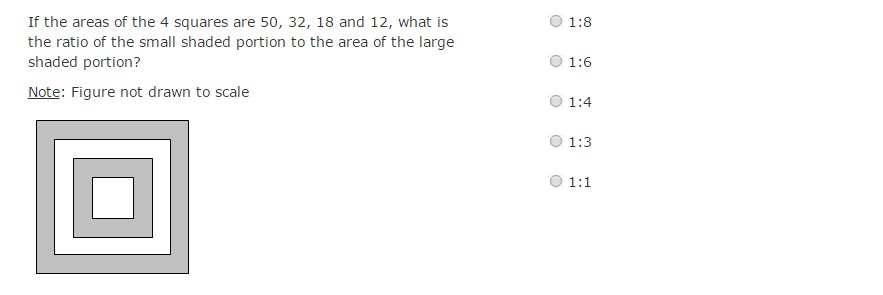 If the areas of the 4 squares are 50, 32, 18 and 12, what is
the ratio of the small shaded portion to the area of the large
shaded portion?
Note: Figure not drawn to scale
1:8
1:6
1:4
1:3
1:1